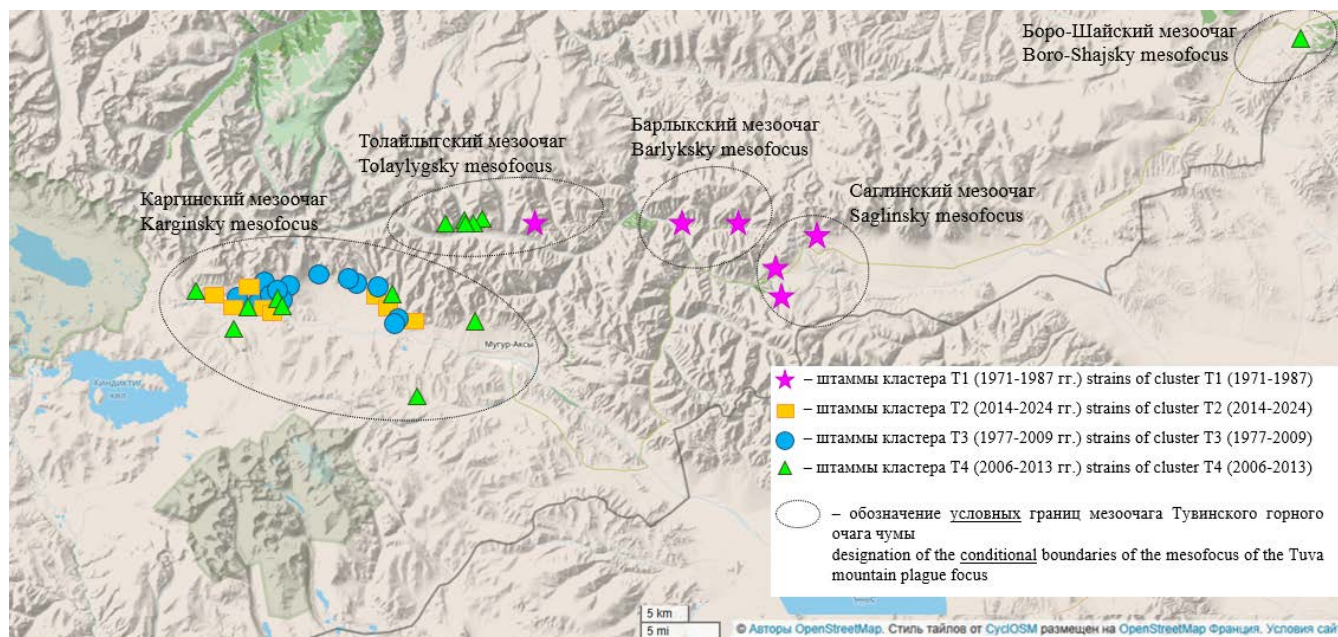 Боро-Шайский мезоочаг
Boro-Shajsky mesofocus
Барлыкский мезоочаг
Barlyksky mesofocus
Толайлыгский мезоочаг
Tolaylygsky mesofocus
Саглинский мезоочаг
Saglinsky mesofocus
Каргинский мезоочаг
Karginsky mesofocus
Мугур-Аксы
– штаммы кластера T1 (1971-1987 гг.) strains of cluster T1 (1971-1987)
– штаммы кластера T2 (2014-2024 гг.) strains of cluster T2 (2014-2024)
– штаммы кластера T3 (1977-2009 гг.) strains of cluster T3 (1977-2009)
– штаммы кластера T4 (2006-2013 гг.) strains of cluster T4 (2006-2013)
– обозначение условных границ мезоочага Тувинского горного
очага чумы
designation of the conditional boundaries of the mesofocus of the Tuva
mountain plague focus
5 km
5 mi
© Авторы OpenStreetMap. Стиль тайлов от CyclOSM размещен на OpenStreetMap Франция. Условия сай